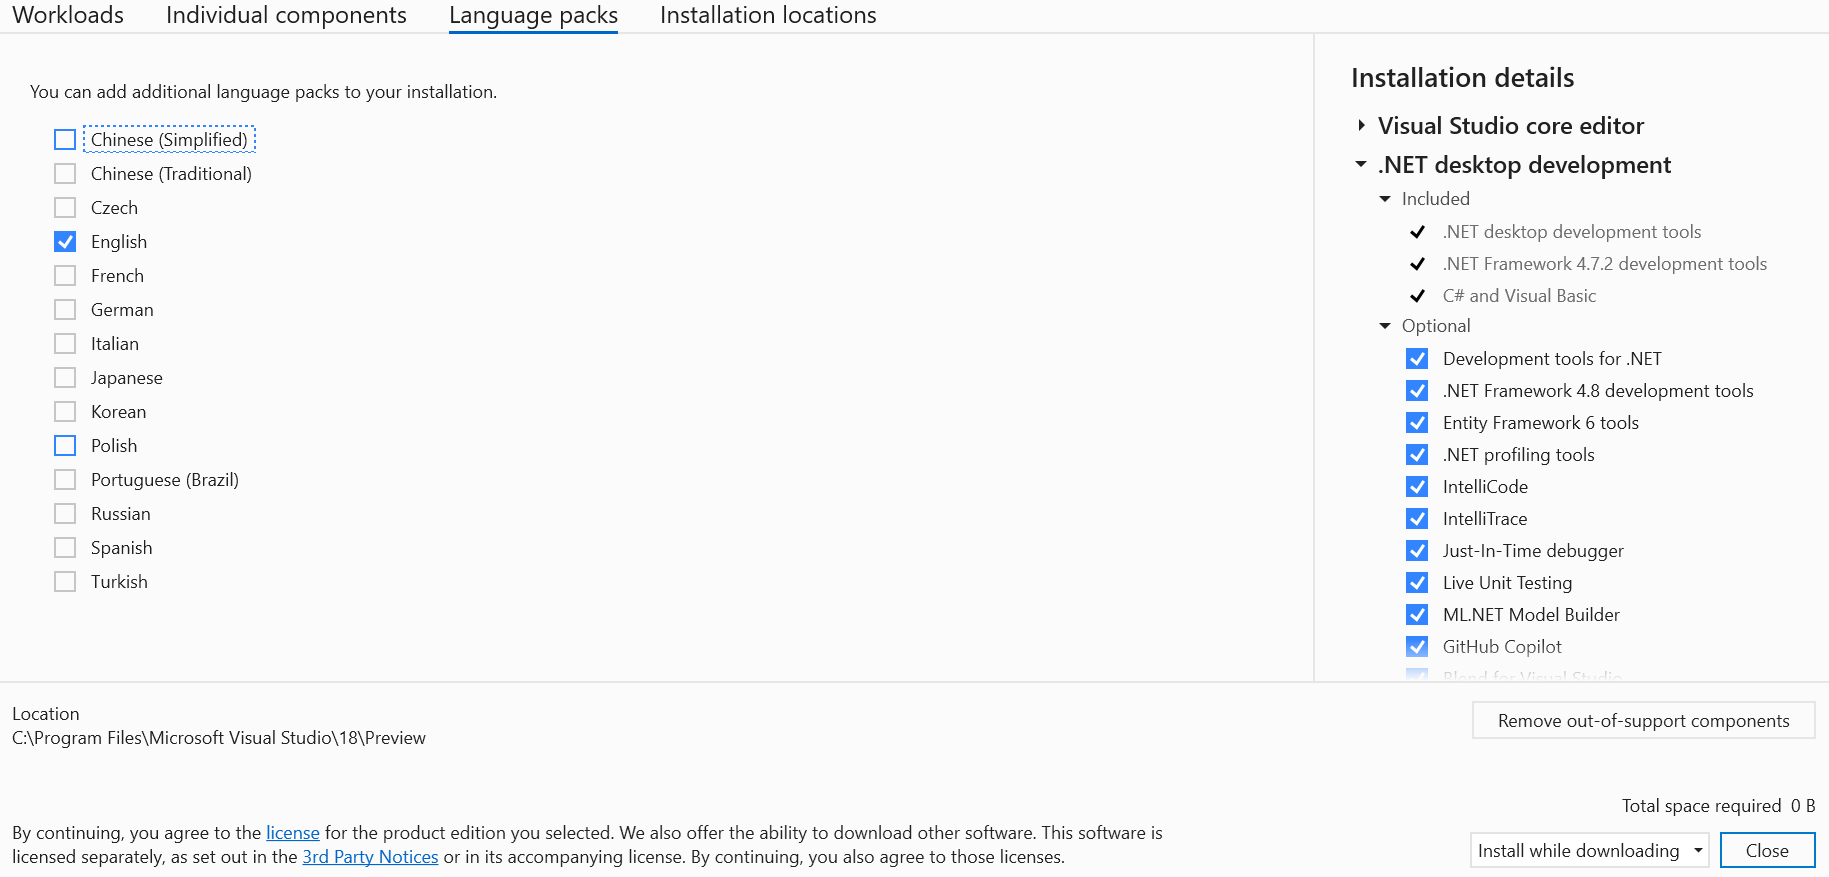 Workloads
Individual components
Language packs
Installation locations
You can add additional language packs to your installation.
Chinese (Simplified)
Chinese (Traditional)
Czech
English
French
German
Italian
Japanese
Korean
Polish
Portuguese (Brazil)
Russian
Spanish
Turkish
Installation details
Visual Studio core editor
.NET desktop development
Included
.NET desktop development tools
.NET Framework 4.7.2 development tools
C# and Visual Basic
Optional
Development tools for .NET
.NET Framework 4.8 development tools
Entity Framework 6 tools
.NET profiling tools
IntelliCode
IntelliTrace
Just-In-Time debugger
Live Unit Testing
ML.NET Model Builder
GitHub Copilot
Blend for Visual Studio
Location
C:\Program Files\Microsoft Visual Studio\18\Preview
Remove out-of-support components
Total space required 0 B
By continuing, you agree to the license for the product edition you selected. We also offer the ability to download other software. This software is
licensed separately, as set out in the 3rd Party Notices or in its accompanying license. By continuing, you also agree to those licenses.
Install while downloading
Close